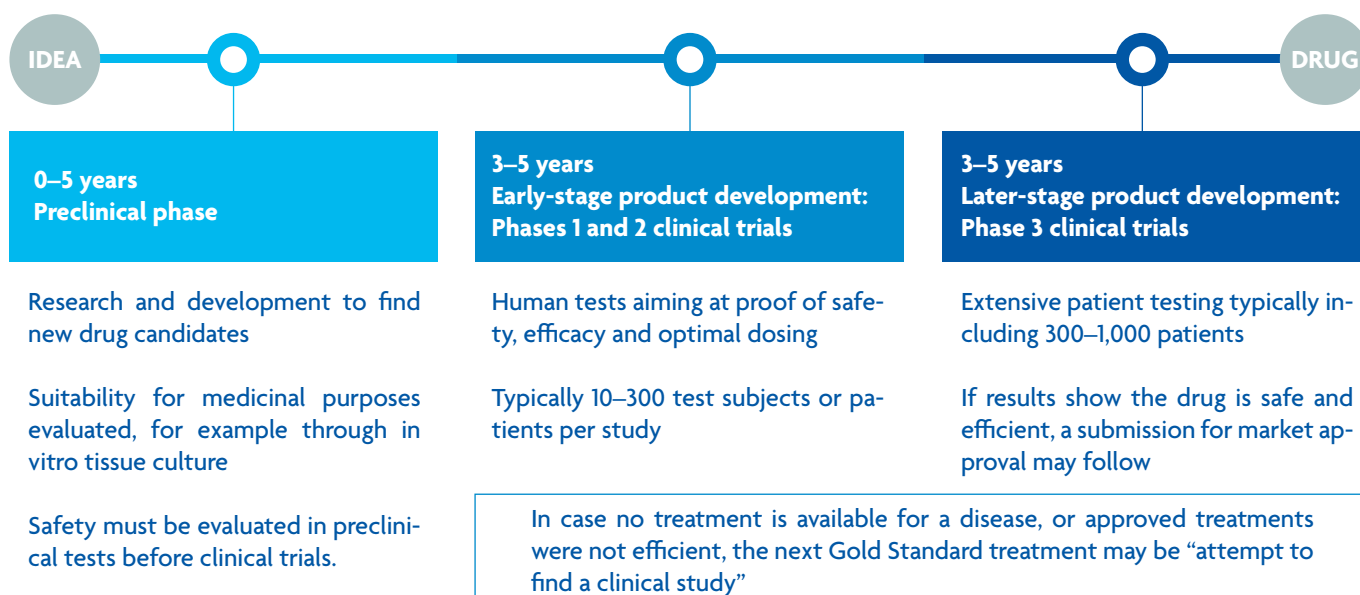 IDEA
DRUG
0–5 years
Preclinical phase
Research and development to find
new drug candidates
Suitability for medicinal purposes
evaluated, for example through in
vitro tissue culture
Safety must be evaluated in preclini-
cal tests before clinical trials.
3–5 years
Early-stage product development:
Phases 1 and 2 clinical trials
Human tests aiming at proof of safe-
ty, efficacy and optimal dosing
Typically 10–300 test subjects or pa-
tients per study
3–5 years
Later-stage product development:
Phase 3 clinical trials
Extensive patient testing typically in-
cluding 300–1,000 patients
If results show the drug is safe and
efficient, a submission for market ap-
proval may follow
In case no treatment is available for a disease, or approved treatments
were not efficient, the next Gold Standard treatment may be “attempt to
find a clinical study”